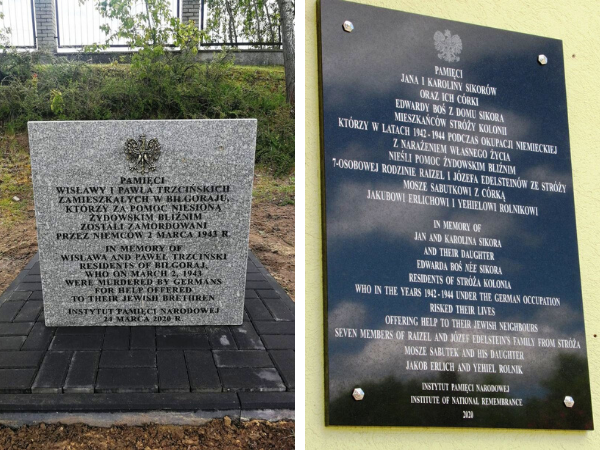 PAMIĘCI
WISŁAWY I PAWŁA TRZCIŃSKICH
ZAMIESZKAŁYCH W BIŁGORAJU,
KTÓRZY ZA POMOC NIESIONĄ
ŻYDOWSKIM BLIŹNIM
ZOSTALI ZAMORDOWANI
PRZEZ NIEMCÓW 2 MARCA 1943 R.
IN MEMORY OF
WISŁAWA AND PAWEŁ TRZCIŃSKI
RESIDENTS OF BIŁGORAJ,
WHO ON MARCH 2, 1943
WERE MURDERED BY GERMANS
FOR HELP OFFERED
TO THEIR JEWISH BRETHREN
INSTYTUT PAMIĘCI NARODOWEJ
24 MARCA 2020 R.
PAMIĘCI
JANA I KAROLINY SIKORÓW
ORAZ ICH CÓRKI
EDWARDY BOŚ Z DOMU SIKORA
MIESZKAŃCÓW STRÓŻY KOLONII
KTÓRZY W LATACH 1942 - 1944 PODCZAS OKUPACJI NIEMIECKIEJ
Z NARAŻENIEM WŁASNEGO ŻYCIA
NIEŚLI POMOC ŻYDOWSKIM BLIŹNIM
7-OSOBOWEJ RODZINIE RAIZEL I JÓZEFA EDELSTEINÓW ZE STRÓŻY
MOSZE SABUTKOWI Z CÓRKĄ
JAKUBOWI ERLICHOWI I YEHIELOWI ROLNIKOWI
IN MEMORY OF
JAN AND KAROLINA SIKORA
AND THEIR DAUGHTER
EDWARDA BOŚ NÉE SIKORA
RESIDENTS OF STRÓŻA KOLONIA
WHO IN THE YEARS 1942 - 1944 UNDER THE GERMAN OCCUPATION
RISKED THEIR LIVES
OFFERING HELP TO THEIR JEWISH NEIGHBOURS
SEVEN MEMBERS OF RAIZEL AND JÓZEF EDELSTEIN'S FAMILY FROM STRÓŻA
MOSZE SABUTEK AND HIS DAUGHTER
JAKOB ERLICH AND YEHIEL ROLNIK
INSTYTUT PAMIĘCI NARODOWEJ
INSTITUTE OF NATIONAL REMEMBRANCE
2020